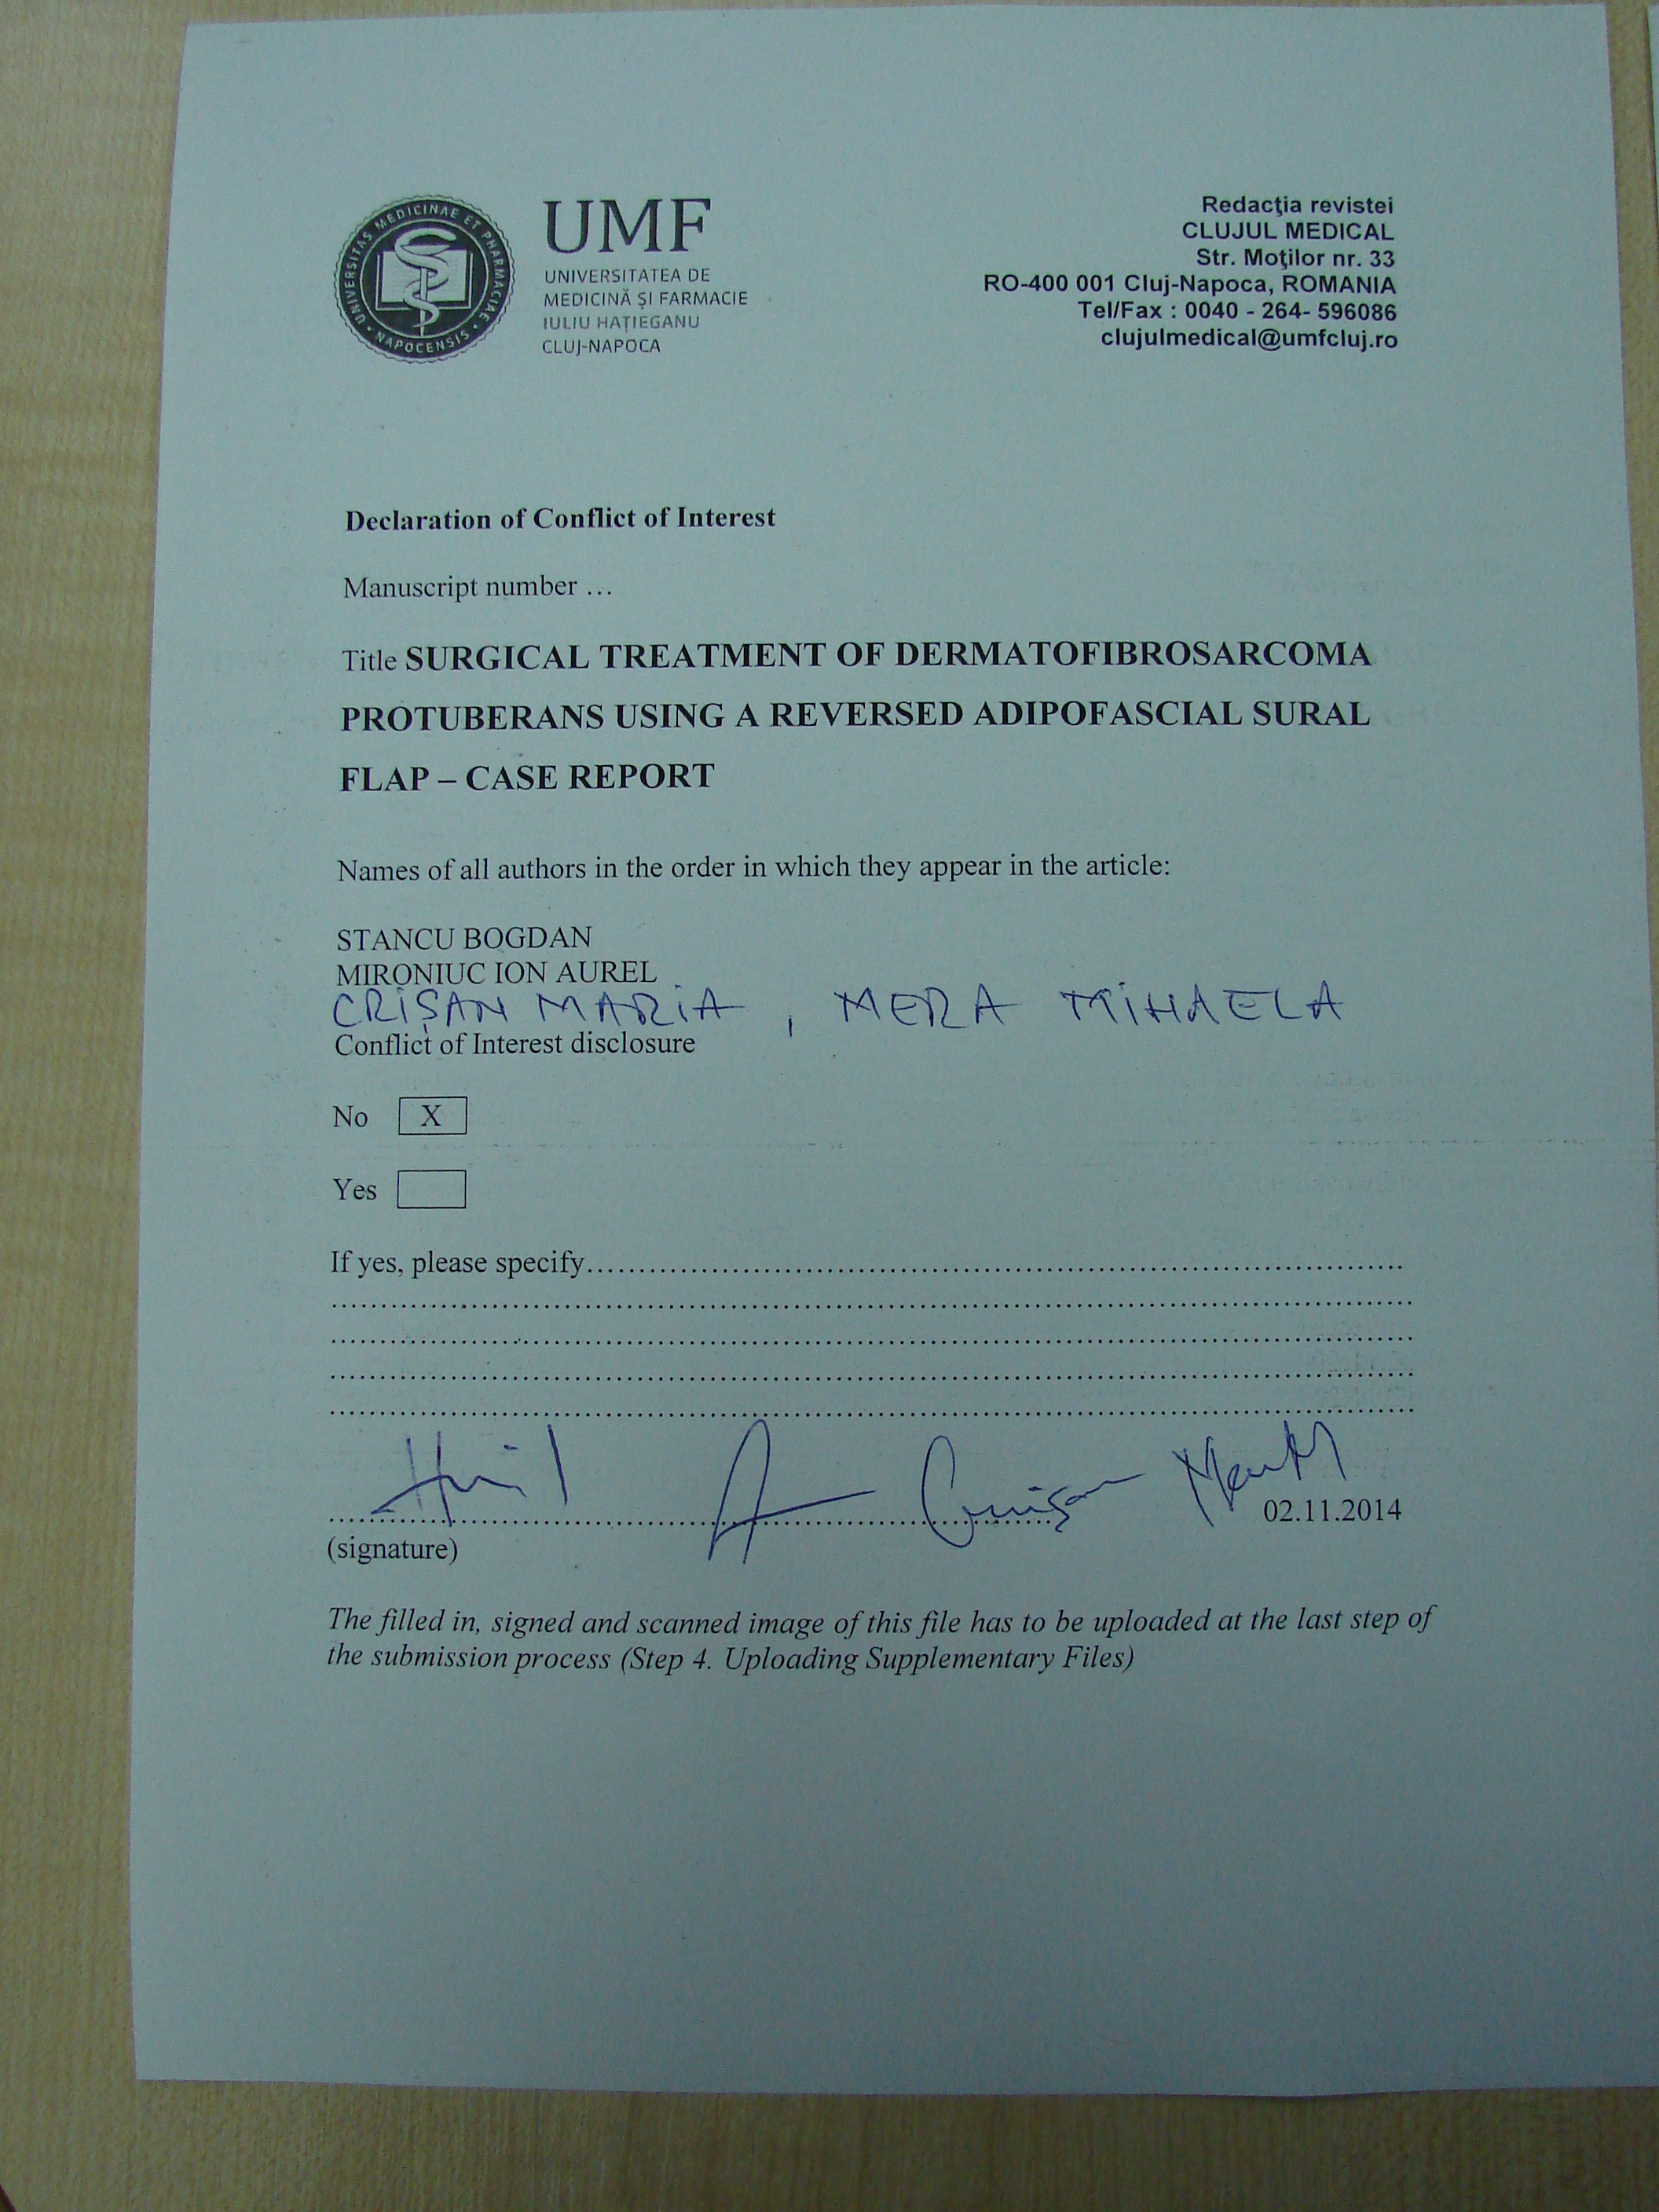 UNIVERSITAS MEDICINAE ET PHARMACIAE • NAPOCENSIS •
UMF
UNIVERSITATEA DE
MEDICINĂ ȘI FARMACIE
IULIU HAȚIEGANU
CLUJ-NAPOCA
Redacţia revistei
CLUJUL MEDICAL
Str. Moţilor nr. 33
RO-400 001 Cluj-Napoca, ROMANIA
Tel/Fax : 0040 - 264- 596086
clujulmedical@umfcluj.ro
Declaration of Conflict of Interest
Manuscript number …
Title SURGICAL TREATMENT OF DERMATOFIBROSARCOMA
PROTUBERANS USING A REVERSED ADIPOFASCIAL SURAL
FLAP – CASE REPORT
Names of all authors in the order in which they appear in the article:
STANCU BOGDAN
MIRONIUC ION AUREL
CRIȘAN MARIA , MERA MIHAELA
Conflict of Interest disclosure
No X
Yes
If yes, please specify..............................................................................
Crișan
02.11.2014
(signature)
The filled in, signed and scanned image of this file has to be uploaded at the last step of
the submission process (Step 4. Uploading Supplementary Files)